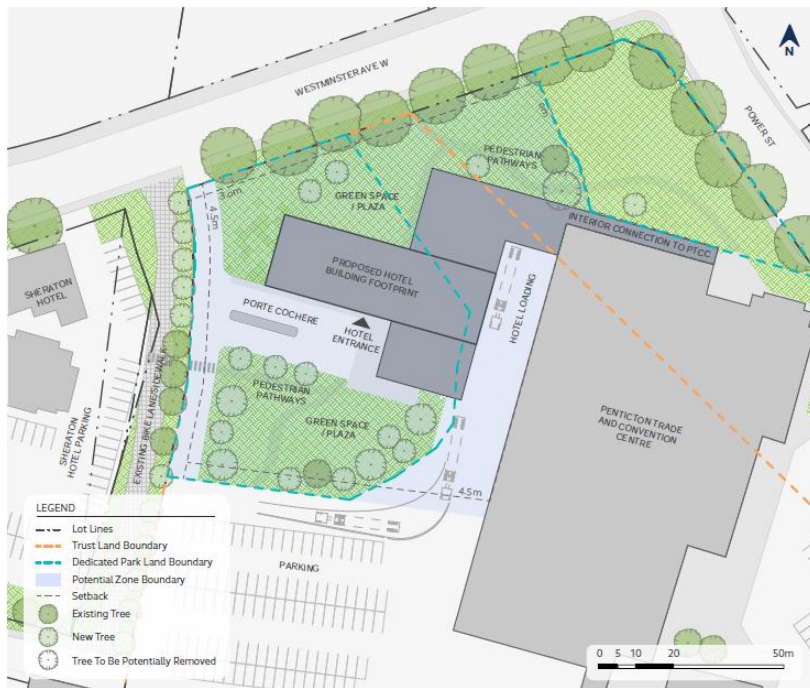 N
WESTMINSTER AVE W
POWER ST
PEDESTRIAN
PATHWAYS
GREEN SPACE
/ PLAZA
4.5m
INTERIOR CONNECTION TO PTCC
SHERATON
HOTEL
PROPOSED HOTEL
BUILDING FOOTPRINT
HOTEL LOADING
PORTE COCHERE
HOTEL
ENTRANCE
PEDESTRIAN
PATHWAYS
GREEN SPACE
/ PLAZA
PENTICTON TRADE
AND CONVENTION
CENTRE
EXISTING BIKE LANE/SIDEWALK
SHERATON
HOTEL PARKING
4.5m
PARKING
LEGEND
Lot Lines
Trust Land Boundary
Dedicated Park Land Boundary
Potential Zone Boundary
Setback
Existing Tree
New Tree
Tree To Be Potentially Removed
0 5 10 20 50m